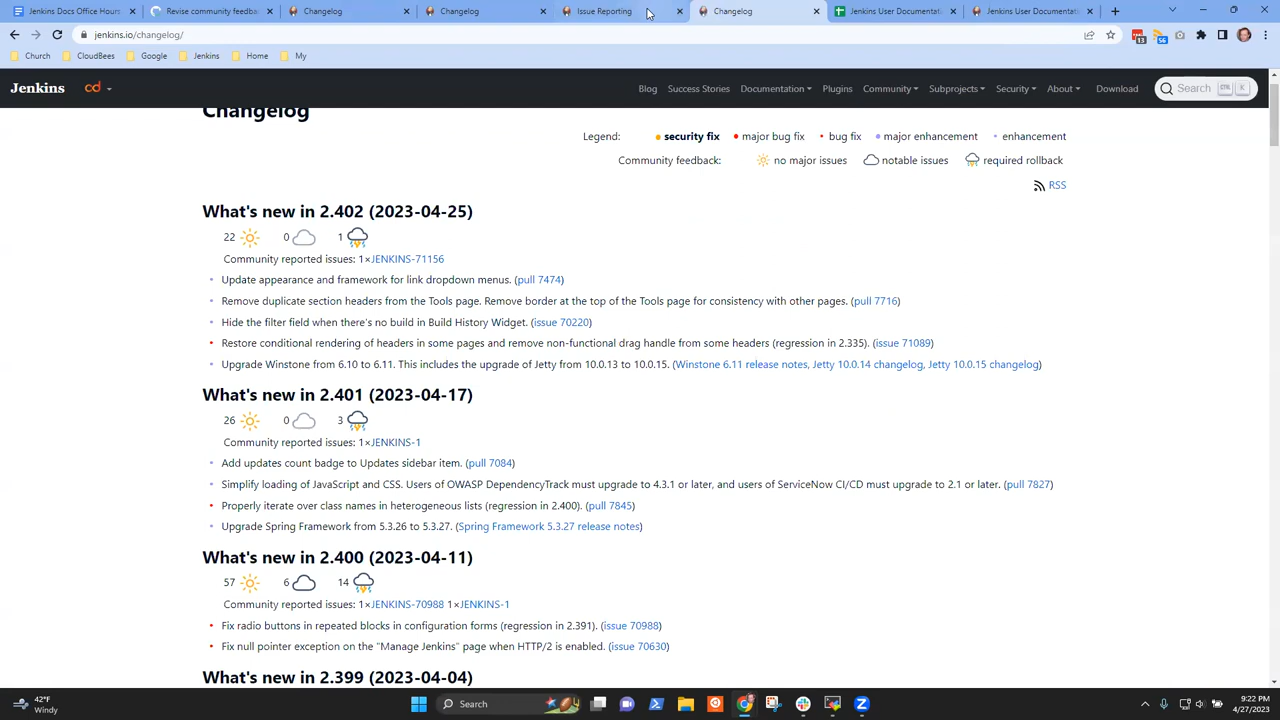 Jenkins Docs Office Hours
Revise community feedba
Changelog
Changelog
Issue Reporting
Changelog
Jenkins User Documentat
Jenkins User Documentat
jenkins.io/changelog/
13
56
Church
CloudBees
Google
Jenkins
Home
My
Jenkins
cd
Blog
Success Stories
Documentation
Plugins
Community
Subprojects
Security
About
Download
Search CTRL K
Changelog
Legend: security fix major bug fix bug fix major enhancement enhancement
Community feedback: no major issues notable issues required rollback
RSS
What's new in 2.402 (2023-04-25)
22 0 1
Community reported issues: 1×JENKINS-71156
Update appearance and framework for link dropdown menus. (pull 7474)
Remove duplicate section headers from the Tools page. Remove border at the top of the Tools page for consistency with other pages. (pull 7716)
Hide the filter field when there's no build in Build History Widget. (issue 70220)
Restore conditional rendering of headers in some pages and remove non-functional drag handle from some headers (regression in 2.335). (issue 71089)
Upgrade Winstone from 6.10 to 6.11. This includes the upgrade of Jetty from 10.0.13 to 10.0.15. (Winstone 6.11 release notes, Jetty 10.0.14 changelog, Jetty 10.0.15 changelog)
What's new in 2.401 (2023-04-17)
26 0 3
Community reported issues: 1×JENKINS-1
Add updates count badge to Updates sidebar item. (pull 7084)
Simplify loading of JavaScript and CSS. Users of OWASP DependencyTrack must upgrade to 4.3.1 or later, and users of ServiceNow CI/CD must upgrade to 2.1 or later. (pull 7827)
Properly iterate over class names in heterogeneous lists (regression in 2.400). (pull 7845)
Upgrade Spring Framework from 5.3.26 to 5.3.27. (Spring Framework 5.3.27 release notes)
What's new in 2.400 (2023-04-11)
57 6 14
Community reported issues: 1×JENKINS-70988 1×JENKINS-1
Fix radio buttons in repeated blocks in configuration forms (regression in 2.391). (issue 70988)
Fix null pointer exception on the "Manage Jenkins" page when HTTP/2 is enabled. (issue 70630)
What's new in 2.399 (2023-04-04)
42°F
Windy
Search
9:22 PM
4/27/2023